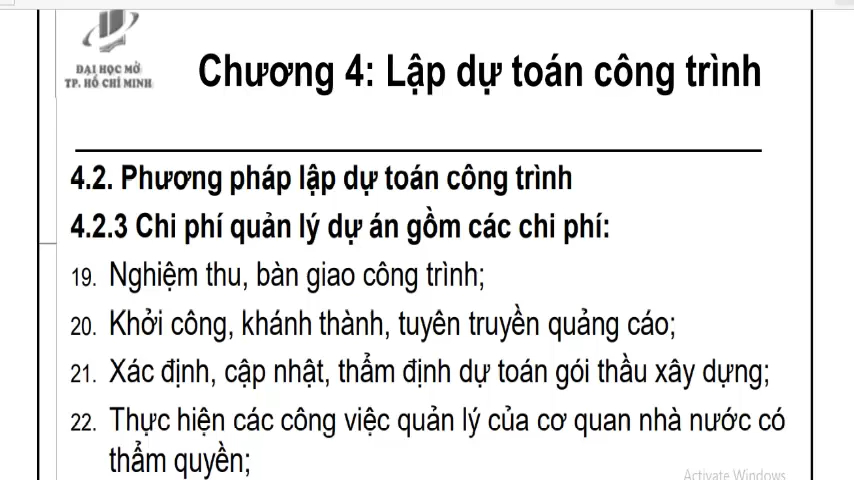 ĐẠI HỌC MỞ
TP. HỒ CHÍ MINH
Chương 4: Lập dự toán công trình
4.2. Phương pháp lập dự toán công trình
4.2.3 Chi phí quản lý dự án gồm các chi phí:
19. Nghiệm thu, bàn giao công trình;
20. Khởi công, khánh thành, tuyên truyền quảng cáo;
21. Xác định, cập nhật, thẩm định dự toán gói thầu xây dựng;
22. Thực hiện các công việc quản lý của cơ quan nhà nước có
thẩm quyền;
Activate Windows